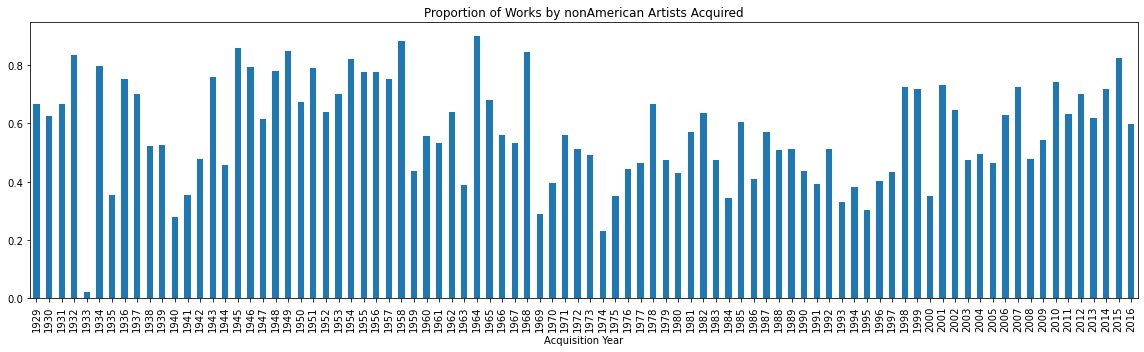 Proportion of Works by nonAmerican Artists Acquired
0.8
0.6
0.4
0.2
0.0
1929 1930 1931 1932 1933 1934 1935 1936 1937 1938 1939 1940 1941 1942 1943 1944 1945 1946 1947 1948 1949 1950 1951 1952 1953 1954 1955 1956 1957 1958 1959 1960 1961 1962 1963 1964 1965 1966 1967 1968 1969 1970 1971 1972 1973 1974 1975 1976 1977 1978 1979 1980 1981 1982 1983 1984 1985 1986 1987 1988 1989 1990 1991 1992 1993 1994 1995 1996 1997 1998 1999 2000 2001 2002 2003 2004 2005 2006 2007 2008 2009 2010 2011 2012 2013 2014 2015 2016
Acquisition Year